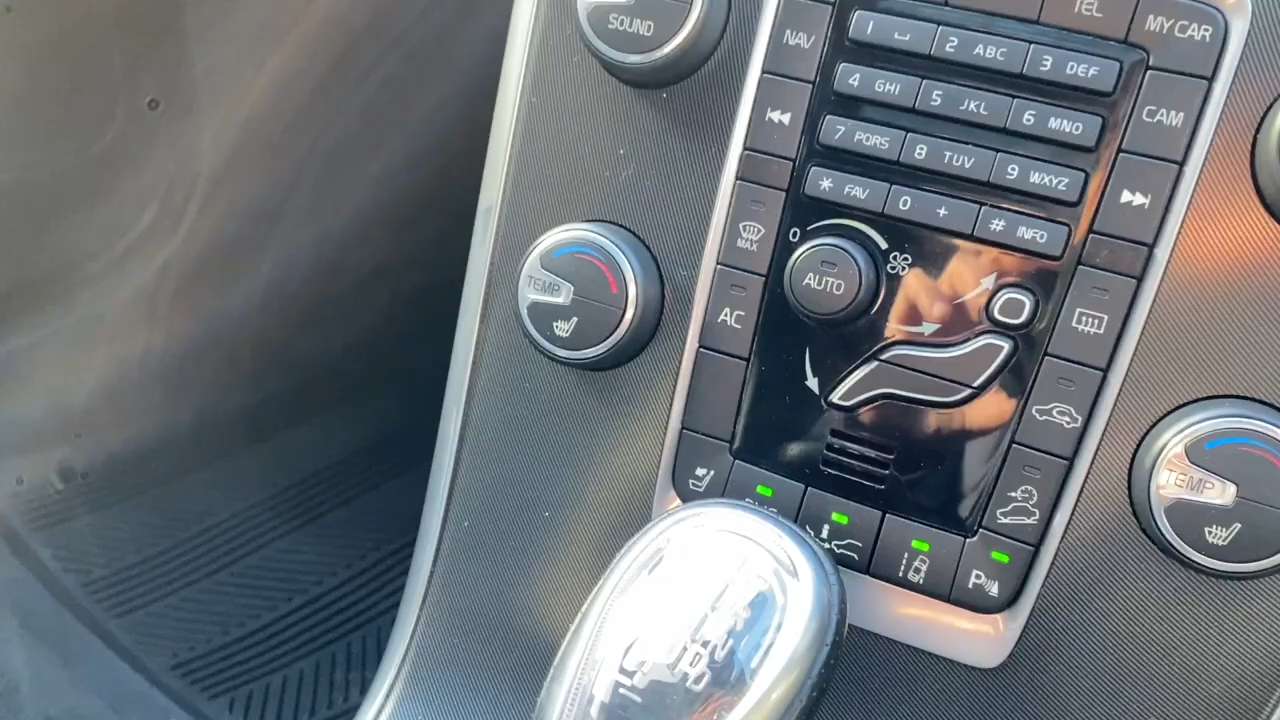 SOUND
TEL
MY CAR
NAV
1
2 ABC
3 DEF
4 GHI
5 JKL
6 MNO
CAM
7 PQRS
8 TUV
9 WXYZ
* FAV
0 +
# INFO
MAX
0
AUTO
TEMP
AC
TEMP
P